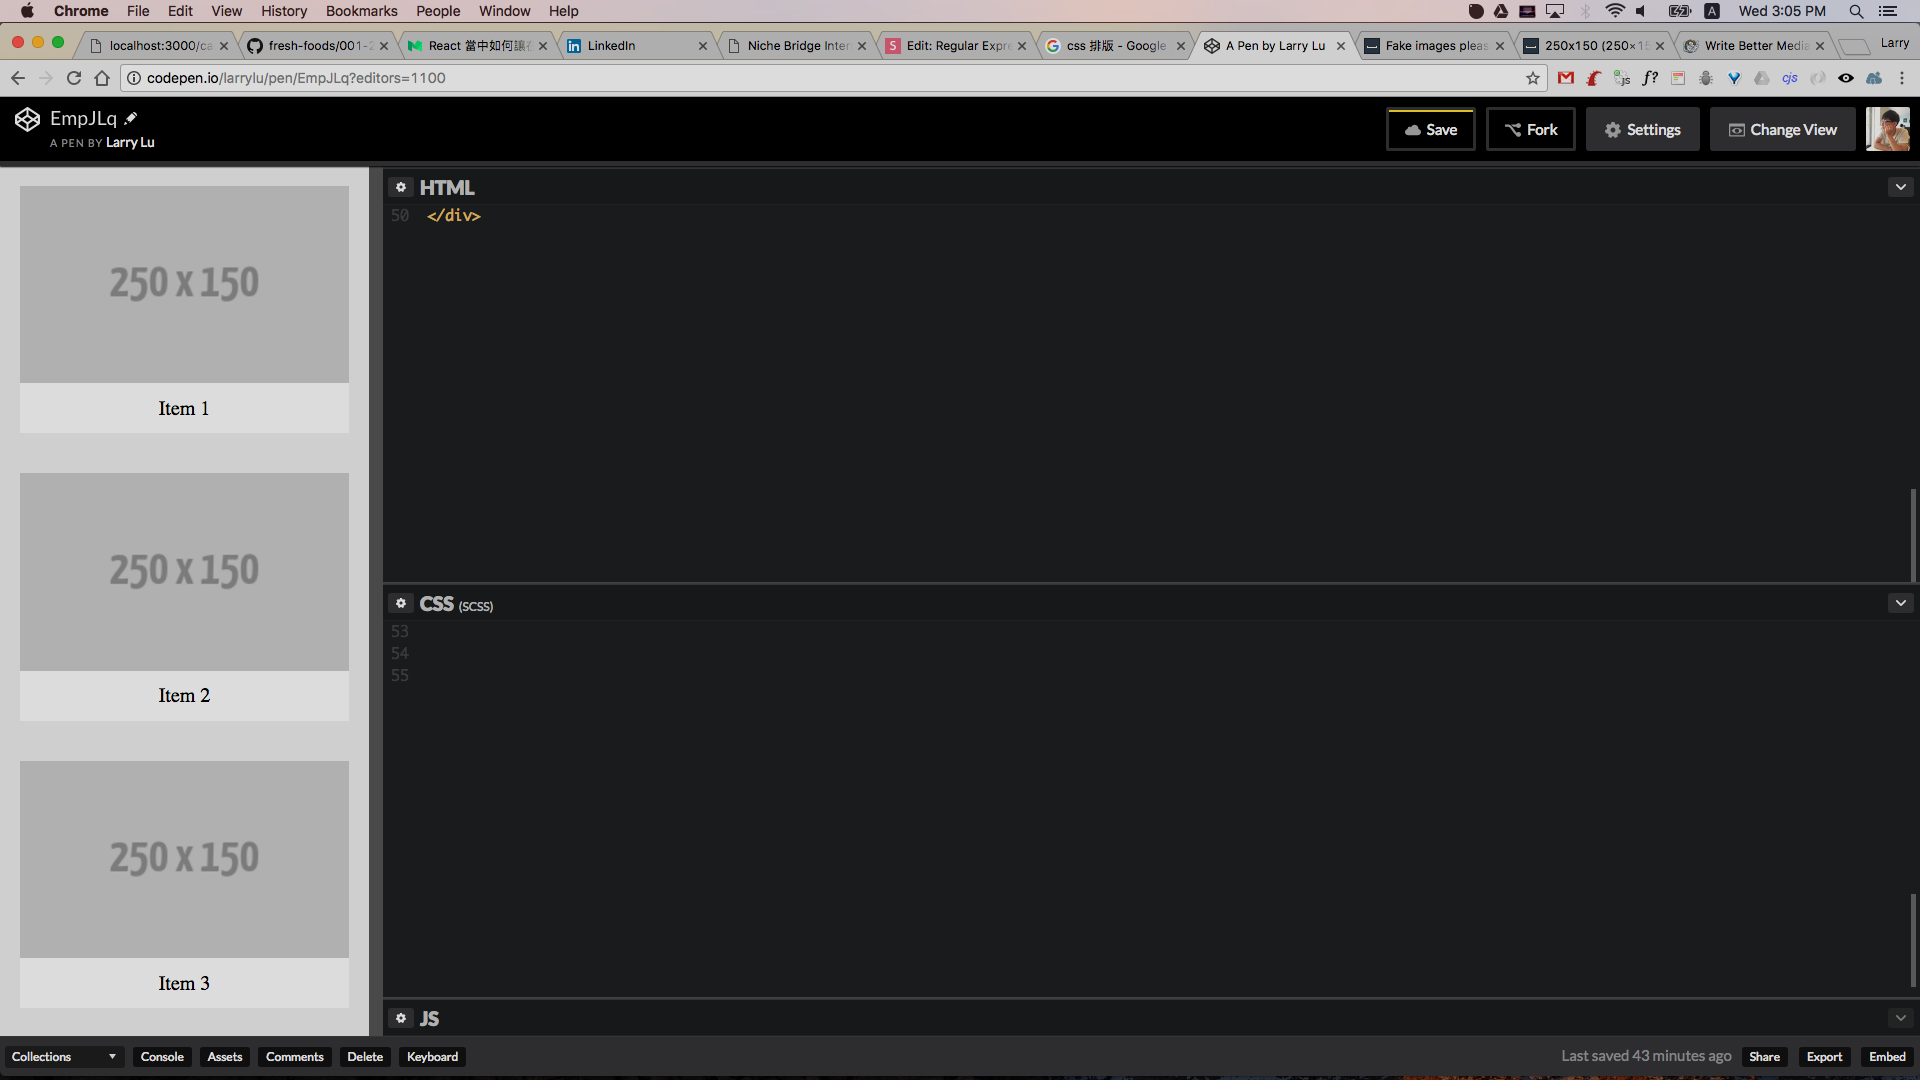 Chrome File Edit View History Bookmarks People Window Help A Wed 3:05 PM
localhost:3000/ca fresh-foods/001-2 React 當中如何讓 LinkedIn Niche Bridge Inter S Edit: Regular Expre css 排版 - Google A Pen by Larry Lu Fake images pleas 250x150 (250×1 Write Better Media Larry
codepen.io/larrylu/pen/EmpJLq?editors=1100 js f? cjs
EmpJLq
A PEN BY Larry Lu
Save Fork Settings Change View
250 x 150
Item 1
250 x 150
Item 2
250 x 150
Item 3
HTML
50 </div>
CSS (SCSS)
53
54
55
JS
Collections Console Assets Comments Delete Keyboard Last saved 43 minutes ago Share Export Embed